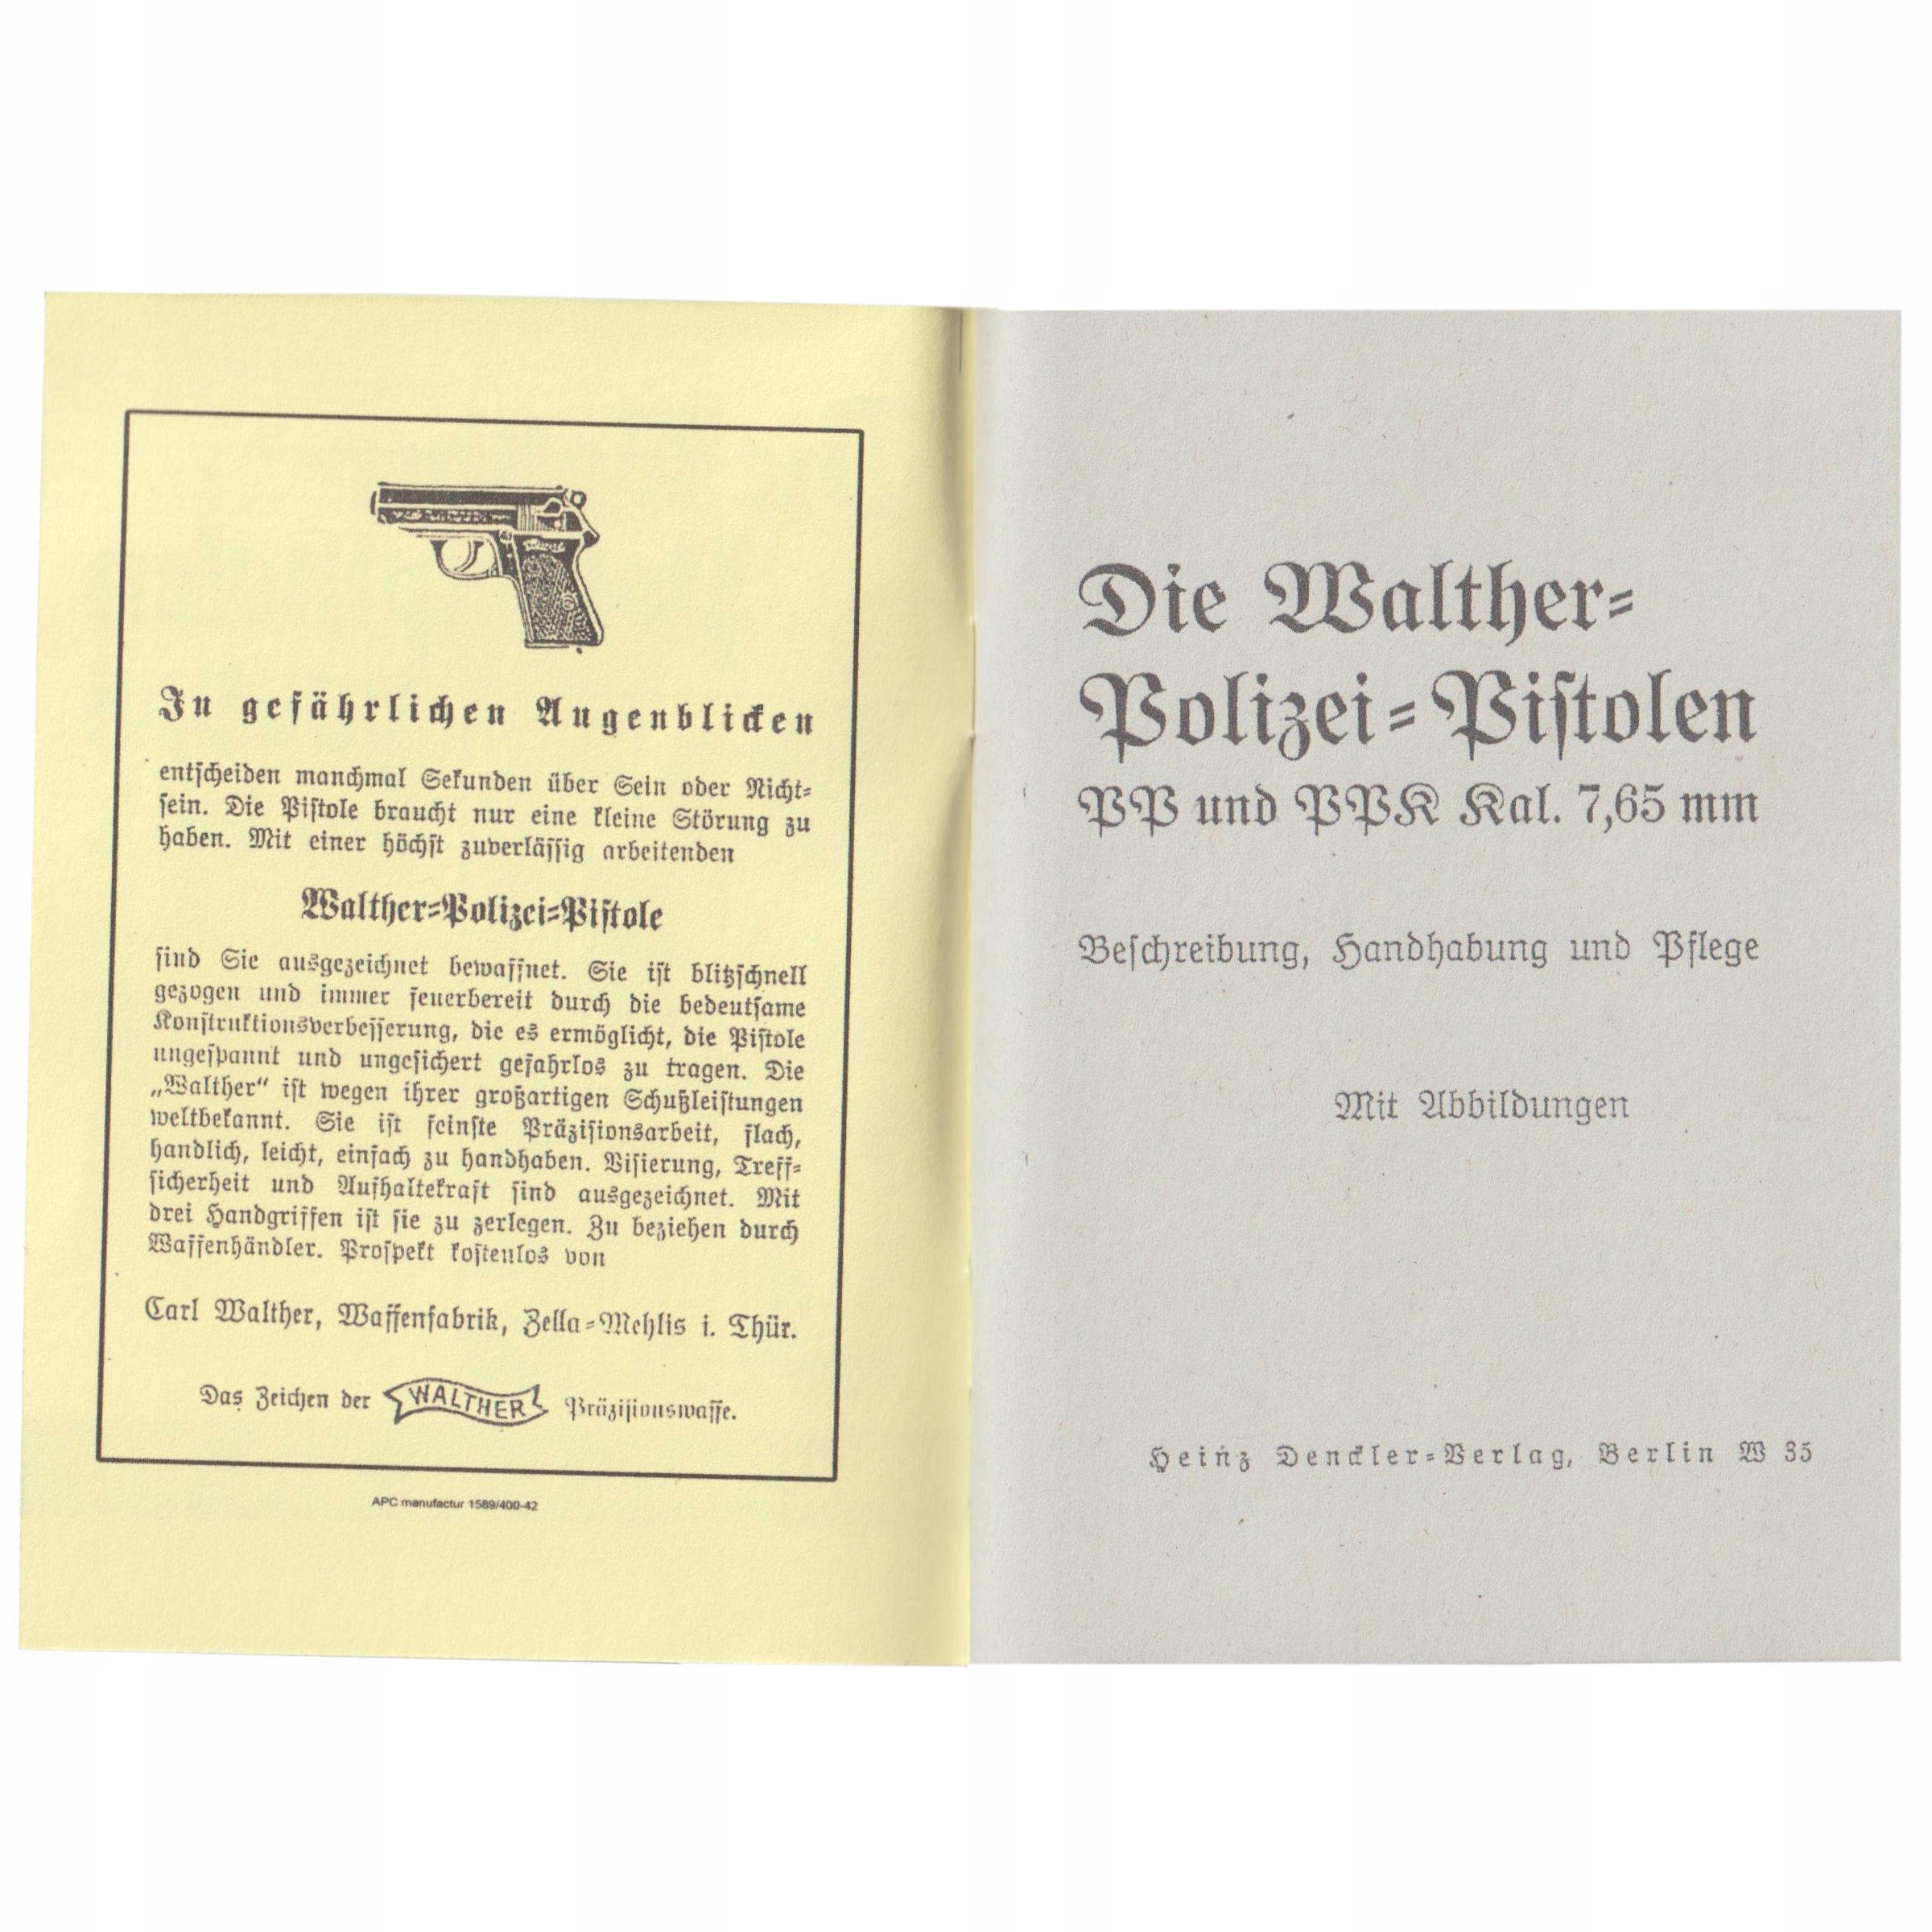 In gefährlichen Augenblicken
entscheiden manchmal Sekunden über Sein oder Nicht-
sein. Die Pistole braucht nur eine kleine Störung zu
haben. Mit einer höchst zuverlässig arbeitenden
Walther-Polizei-Pistole
sind Sie ausgezeichnet bewaffnet. Sie ist blitzschnell
gezogen und immer feuerbereit durch die bedeutsame
Konstruktionsverbesserung, die es ermöglicht, die Pistole
ungespannt und ungesichert gefahrlos zu tragen. Die
„Walther“ ist wegen ihrer großartigen Schußleistungen
weltbekannt. Sie ist feinste Präzisionsarbeit, flach,
handlich, leicht, einfach zu handhaben. Visierung, Treff-
sicherheit und Aufhaltekraft sind ausgezeichnet. Mit
drei Handgriffen ist sie zu zerlegen. Zu beziehen durch
Waffenhändler. Prospekt kostenlos von
Carl Walther, Waffenfabrik, Zella-Mehlis i. Thür.
Das Zeichen der WALTHER Präzisionswaffe.
APC manufactur 1589/400-42
Die Walther-
Polizei-Pistolen
PP und PPK Kal. 7,65 mm
Beschreibung, Handhabung und Pflege
Mit Abbildungen
Heinz Denckler-Verlag, Berlin W 35